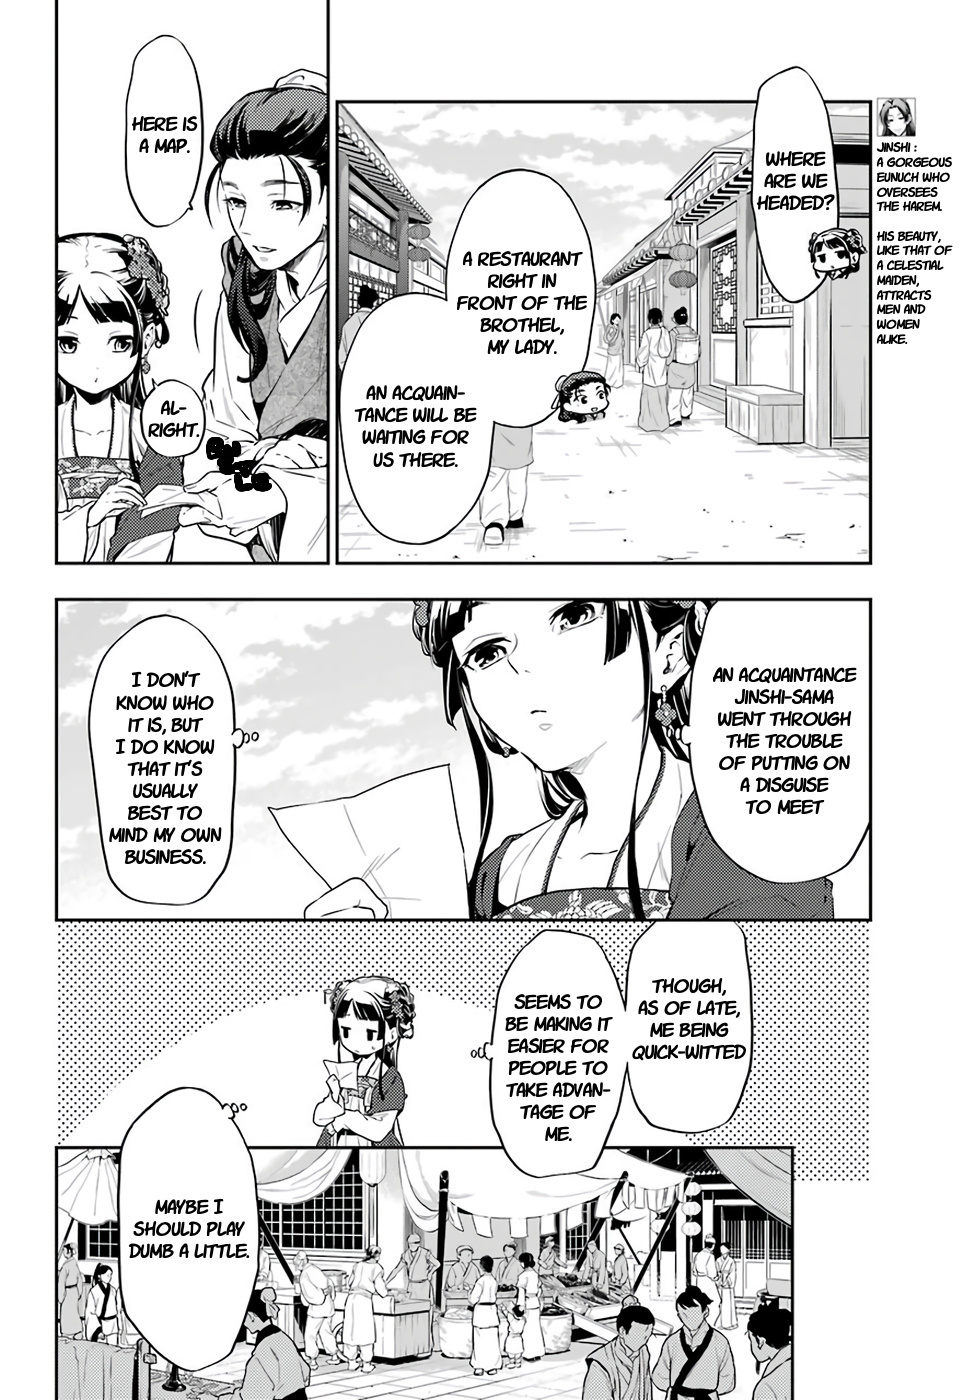 JINSHI :
A GORGEOUS
EUNUCH WHO
OVERSEES
THE HAREM.
HIS BEAUTY,
LIKE THAT OF
A CELESTIAL
MAIDEN,
ATTRACTS
MEN AND
WOMEN
ALIKE.
WHERE
ARE WE
HEADED?
A RESTAURANT
RIGHT IN
FRONT OF THE
BROTHEL,
MY LADY.
AN ACQUAIN-
TANCE WILL BE
WAITING FOR
US THERE.
HERE IS
A MAP.
AL-
RIGHT.
RU
ST
LE
AN ACQUAINTANCE
JINSHI-SAMA
WENT THROUGH
THE TROUBLE
OF PUTTING ON
A DISGUISE
TO MEET
I DON'T
KNOW WHO
IT IS, BUT
I DO KNOW
THAT IT'S
USUALLY
BEST TO
MIND MY OWN
BUSINESS.
THOUGH,
AS OF LATE,
ME BEING
QUICK-WITTED
SEEMS TO
BE MAKING IT
EASIER FOR
PEOPLE TO
TAKE ADVAN-
TAGE OF
ME.
MAYBE I
SHOULD PLAY
DUMB A LITTLE.